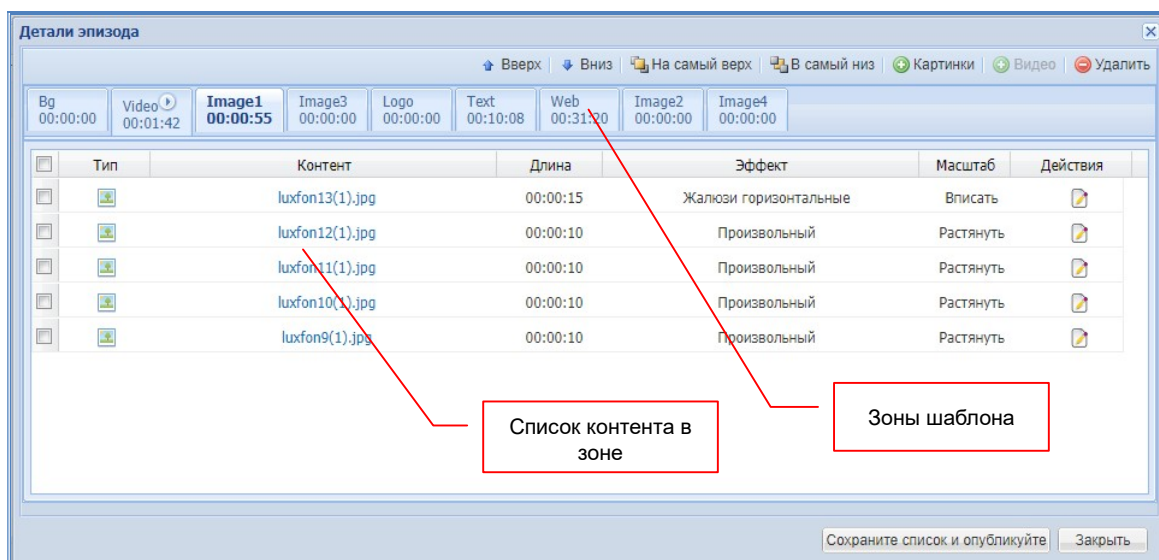 Детали эпизода
Вверх Вниз На самый верх В самый низ Картинки Видео Удалить
Bg Video Image1 Image3 Logo Text Web Image2 Image4
00:00:00 00:01:42 00:00:55 00:00:00 00:00:00 00:10:08 00:31:20 00:00:00 00:00:00
Тип Контент Длина Эффект Масштаб Действия
luxfon13(1).jpg 00:00:15 Жалюзи горизонтальные Вписать
luxfon12(1).jpg 00:00:10 Произвольный Растянуть
luxfon11(1).jpg 00:00:10 Произвольный Растянуть
luxfon10(1).jpg 00:00:10 Произвольный Растянуть
luxfon9(1).jpg 00:00:10 Произвольный Растянуть
Список контента в
зоне
Зоны шаблона
Сохраните список и опубликуйте Закрыть